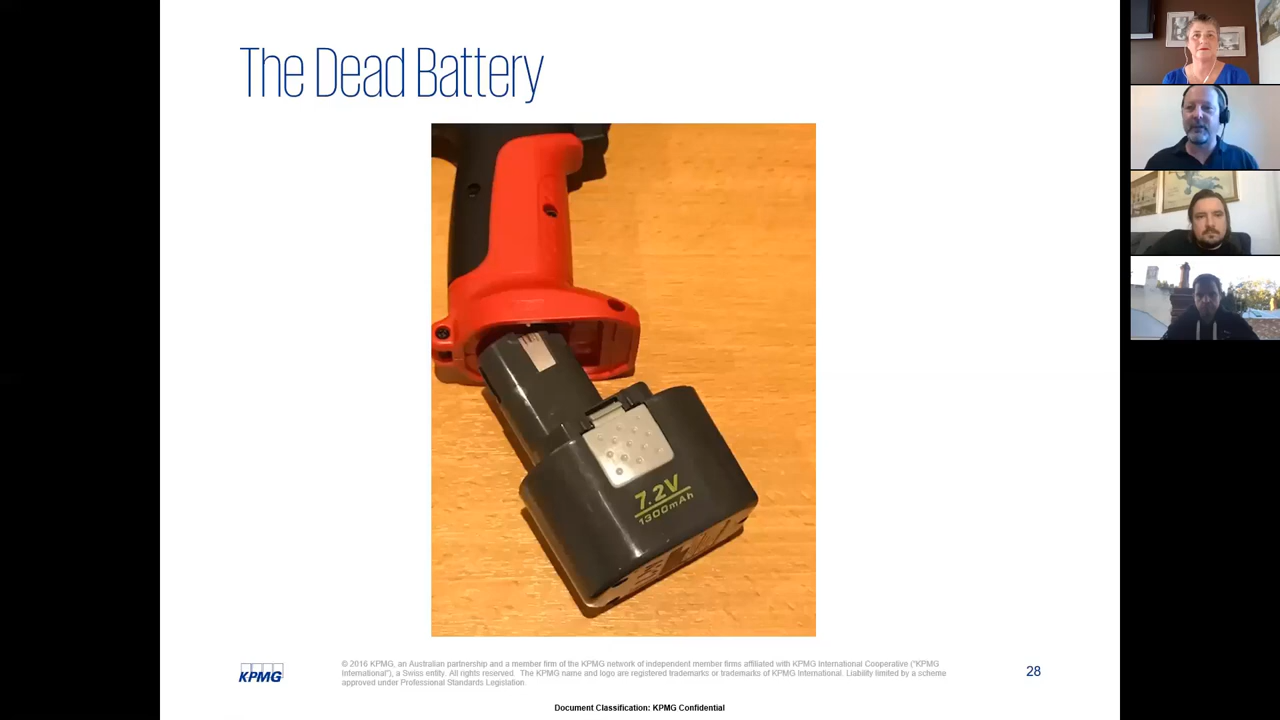 The Dead Battery
7.2V
1300mAh
KPMG
© 2016 KPMG, an Australian partnership and a member firm of the KPMG network of independent member firms affiliated with KPMG International Cooperative ("KPMG
International"), a Swiss entity. All rights reserved. The KPMG name and logo are registered trademarks or trademarks of KPMG International. Liability limited by a scheme
approved under Professional Standards Legislation.
28
Document Classification: KPMG Confidential